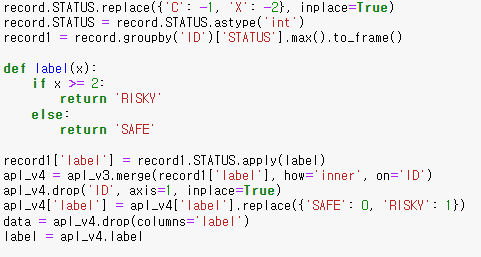 record.STATUS.replace({'C': -1, 'X': -2}, inplace=True)
record.STATUS = record.STATUS.astype('int')
record1 = record.groupby('ID')['STATUS'].max().to_frame()
def label(x):
    if x >= 2:
        return 'RISKY'
    else:
        return 'SAFE'
record1['label'] = record1.STATUS.apply(label)
apl_v4 = apl_v3.merge(record1['label'], how='inner', on='ID')
apl_v4.drop('ID', axis=1, inplace=True)
apl_v4['label'] = apl_v4['label'].replace({'SAFE': 0, 'RISKY': 1})
data = apl_v4.drop(columns='label')
label = apl_v4.label